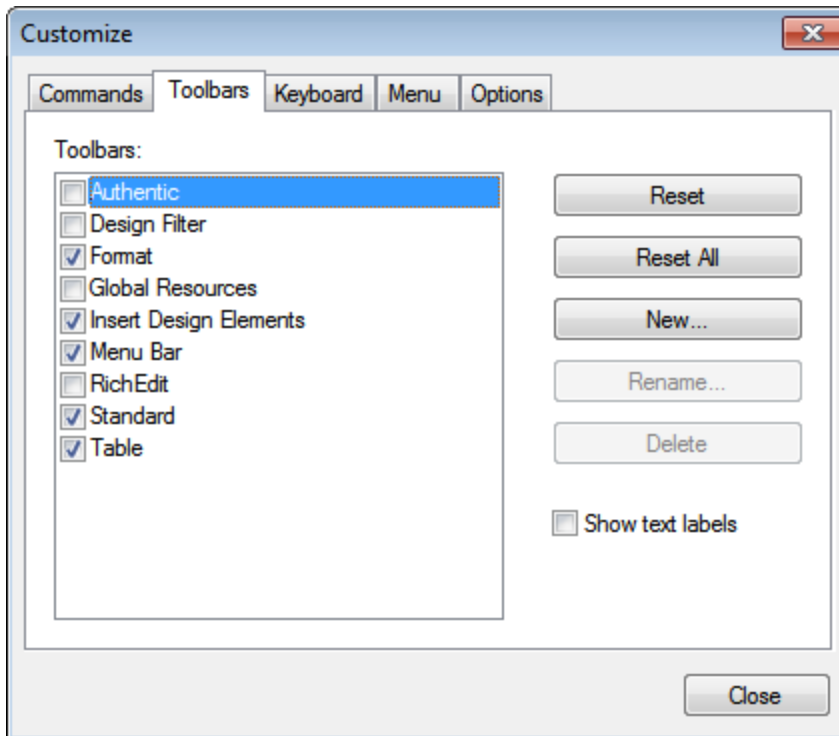 Customize
Commands Toolbars Keyboard Menu Options
Toolbars:
Authentic
Design Filter
Format
Global Resources
Insert Design Elements
Menu Bar
RichEdit
Standard
Table
Reset
Reset All
New...
Rename...
Delete
Show text labels
Close